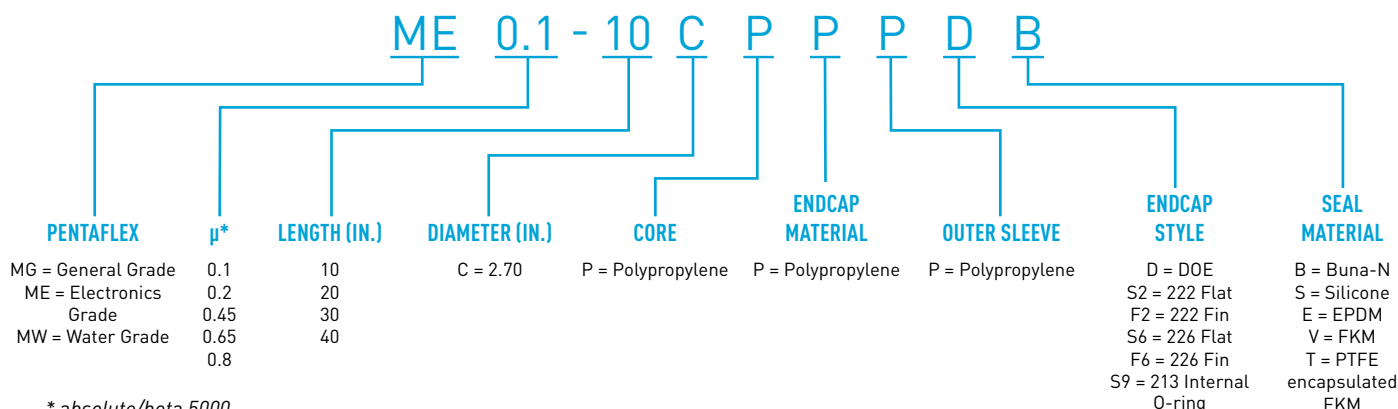 ME 0.1 - 10 C P P P D B
PENTAFLEX
MG = General Grade
ME = Electronics
Grade
MW = Water Grade
µ*
0.1
0.2
0.45
0.65
0.8
LENGTH (IN.)
10
20
30
40
DIAMETER (IN.)
C = 2.70
CORE
P = Polypropylene
ENDCAP
MATERIAL
P = Polypropylene
OUTER SLEEVE
P = Polypropylene
ENDCAP
STYLE
D = DOE
S2 = 222 Flat
F2 = 222 Fin
S6 = 226 Flat
F6 = 226 Fin
S9 = 213 Internal
O-ring
SEAL
MATERIAL
B = Buna-N
S = Silicone
E = EPDM
V = FKM
T = PTFE
encapsulated
FKM
* absolute/beta 5000